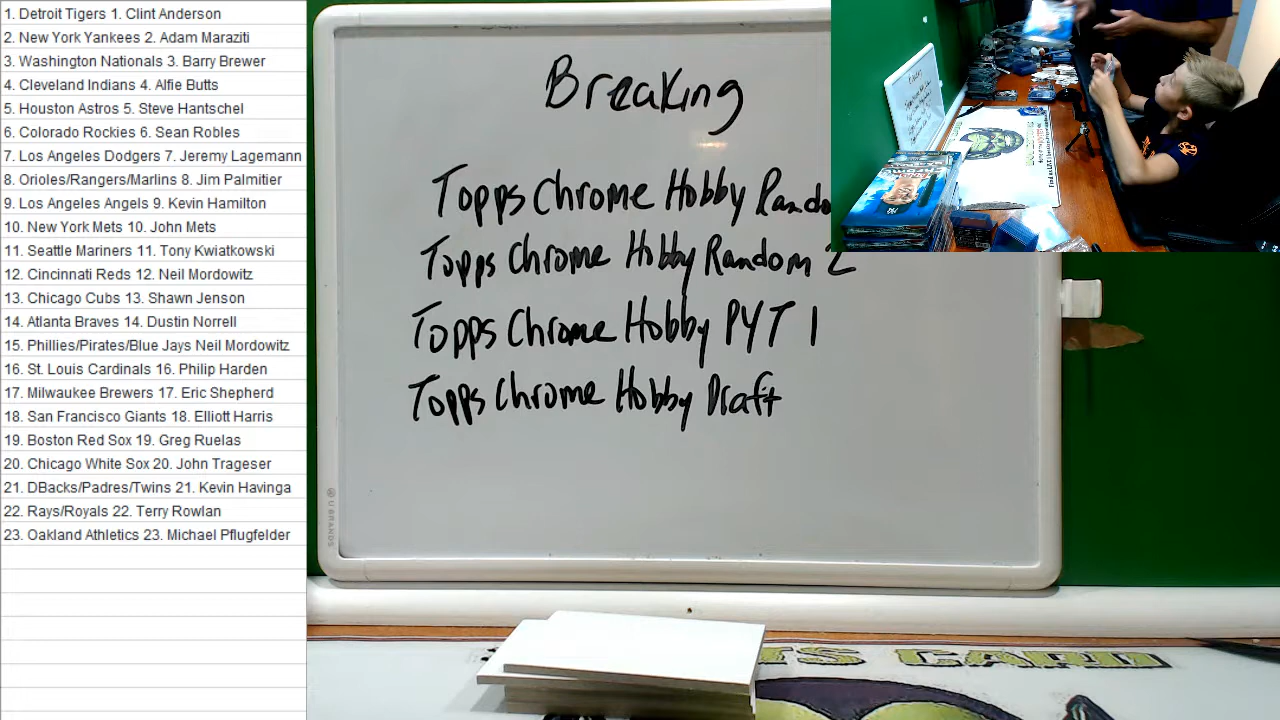 1. Detroit Tigers 1. Clint Anderson
2. New York Yankees 2. Adam Maraziti
3. Washington Nationals 3. Barry Brewer
4. Cleveland Indians 4. Alfie Butts
5. Houston Astros 5. Steve Hantschel
6. Colorado Rockies 6. Sean Robles
7. Los Angeles Dodgers 7. Jeremy Lagemann
8. Orioles/Rangers/Marlins 8. Jim Palmitier
9. Los Angeles Angels 9. Kevin Hamilton
10. New York Mets 10. John Mets
11. Seattle Mariners 11. Tony Kwiatkowski
12. Cincinnati Reds 12. Neil Mordowitz
13. Chicago Cubs 13. Shawn Jenson
14. Atlanta Braves 14. Dustin Norrell
15. Phillies/Pirates/Blue Jays Neil Mordowitz
16. St. Louis Cardinals 16. Philip Harden
17. Milwaukee Brewers 17. Eric Shepherd
18. San Francisco Giants 18. Elliott Harris
19. Boston Red Sox 19. Greg Ruelas
20. Chicago White Sox 20. John Trageser
21. DBacks/Padres/Twins 21. Kevin Havinga
22. Rays/Royals 22. Terry Rowlan
23. Oakland Athletics 23. Michael Pflugfelder
Breaking
Topps Chrome Hobby Rando
Topps Chrome Hobby Random 2
Topps Chrome Hobby PYT 1
Topps Chrome Hobby Draft
U BRANDS
TS CARD